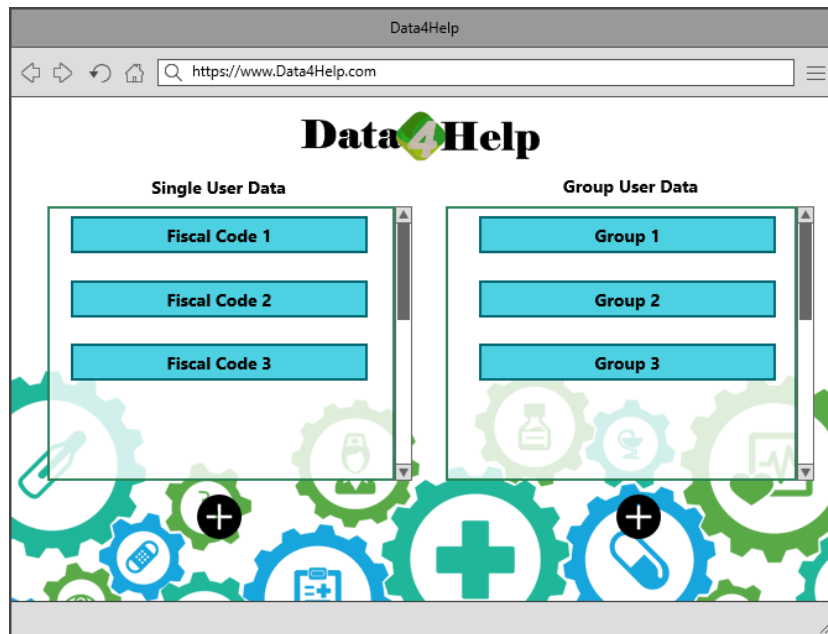 Data4Help
https://www.Data4Help.com
Data4Help
Single User Data
Group User Data
Fiscal Code 1
Group 1
Fiscal Code 2
Group 2
Fiscal Code 3
Group 3